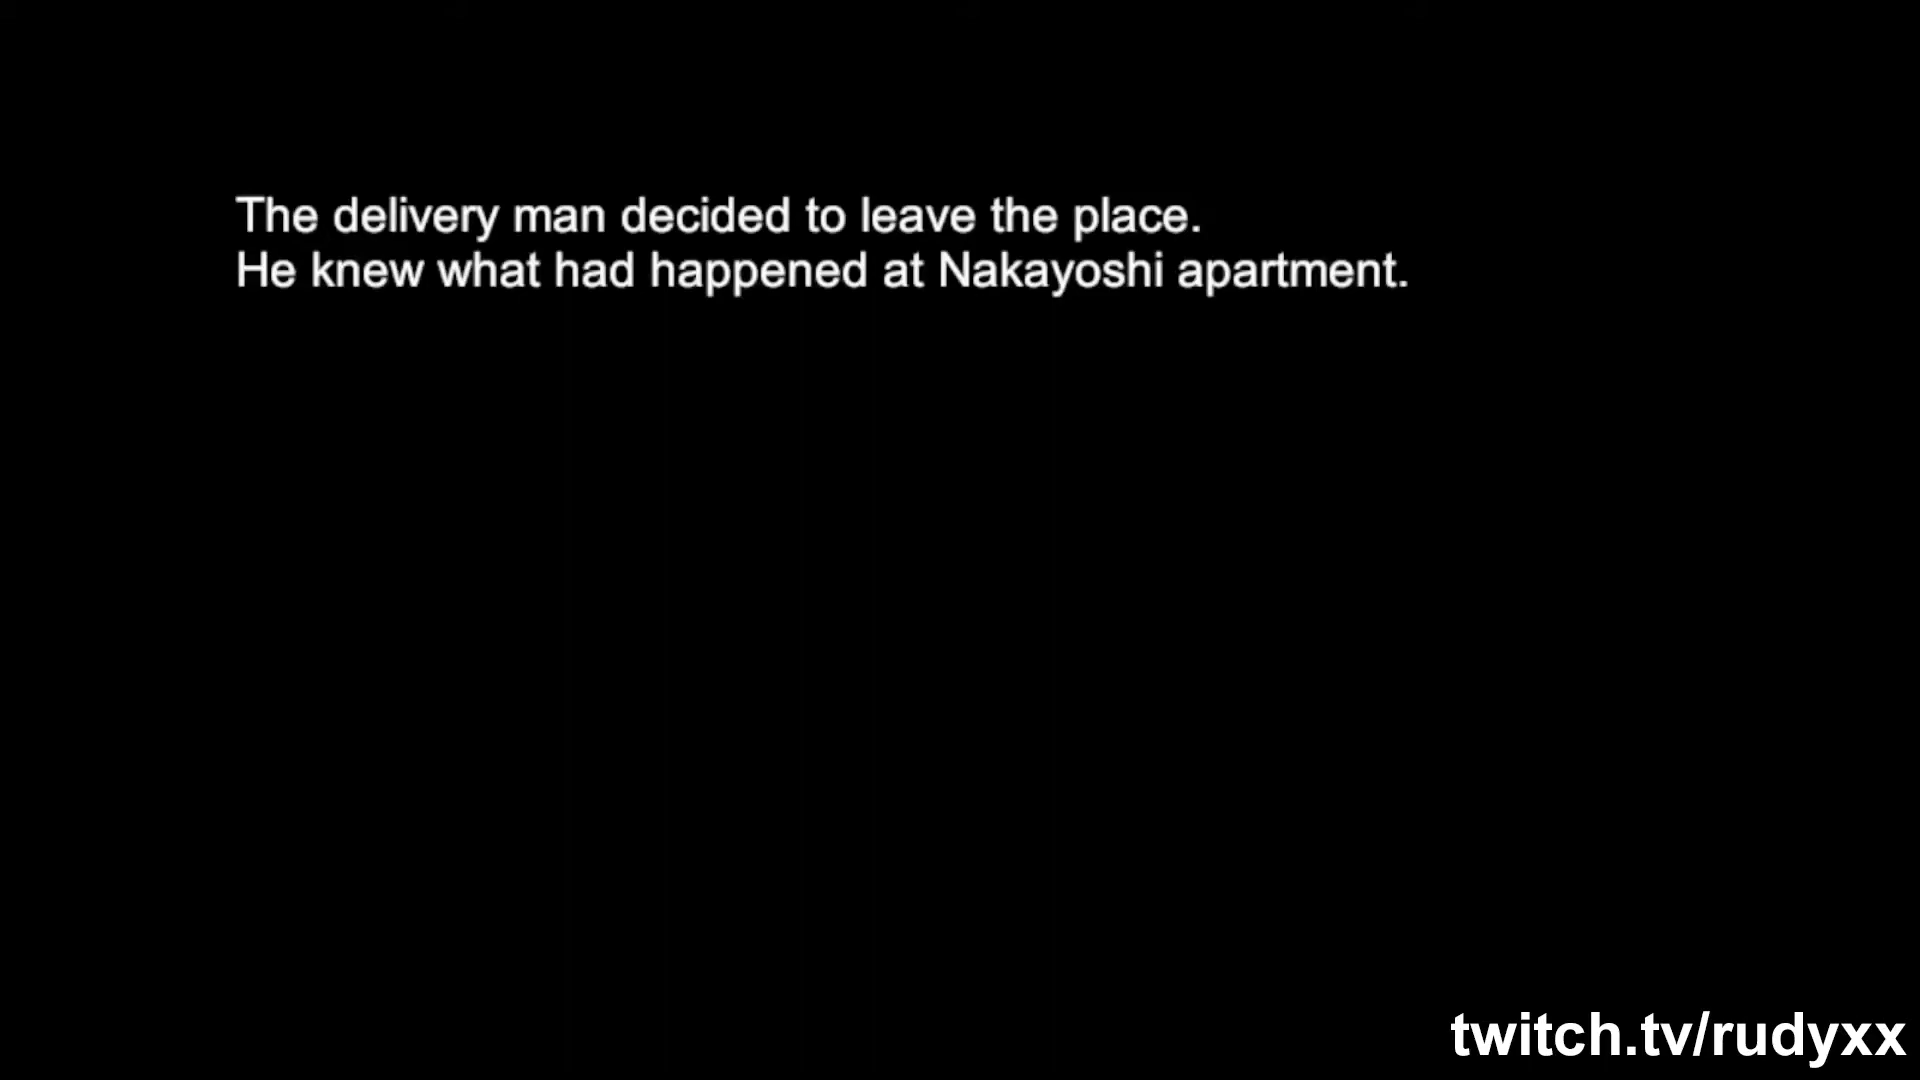 The delivery man decided to leave the place.
He knew what had happened at Nakayoshi apartment.
twitch.tv/rudyxx